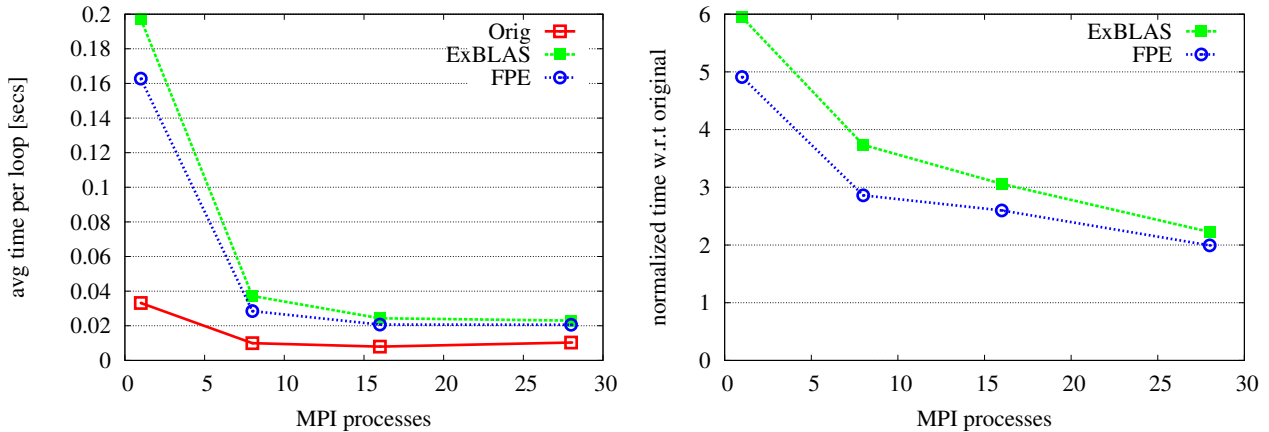 avg time per loop [secs]
0.2
0.18
0.16
0.14
0.12
0.1
0.08
0.06
0.04
0.02
0
0 5 10 15 20 25 30
MPI processes
Orig
ExBLAS
FPE
normalized time w.r.t original
6
5
4
3
2
1
0
0 5 10 15 20 25 30
MPI processes
ExBLAS
FPE